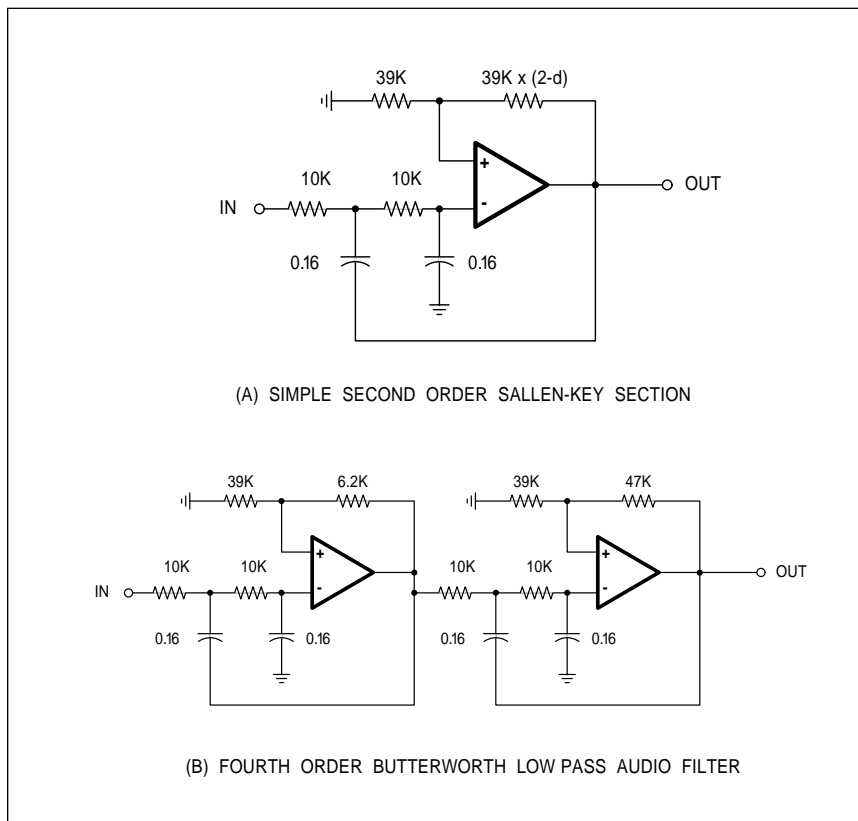 39K 39K x (2-d)
+
10K 10K
IN - OUT
0.16 0.16
(A) SIMPLE SECOND ORDER SALLEN-KEY SECTION
39K 6.2K 39K 47K
+ +
10K 10K 10K 10K
IN - - OUT
0.16 0.16 0.16 0.16
(B) FOURTH ORDER BUTTERWORTH LOW PASS AUDIO FILTER